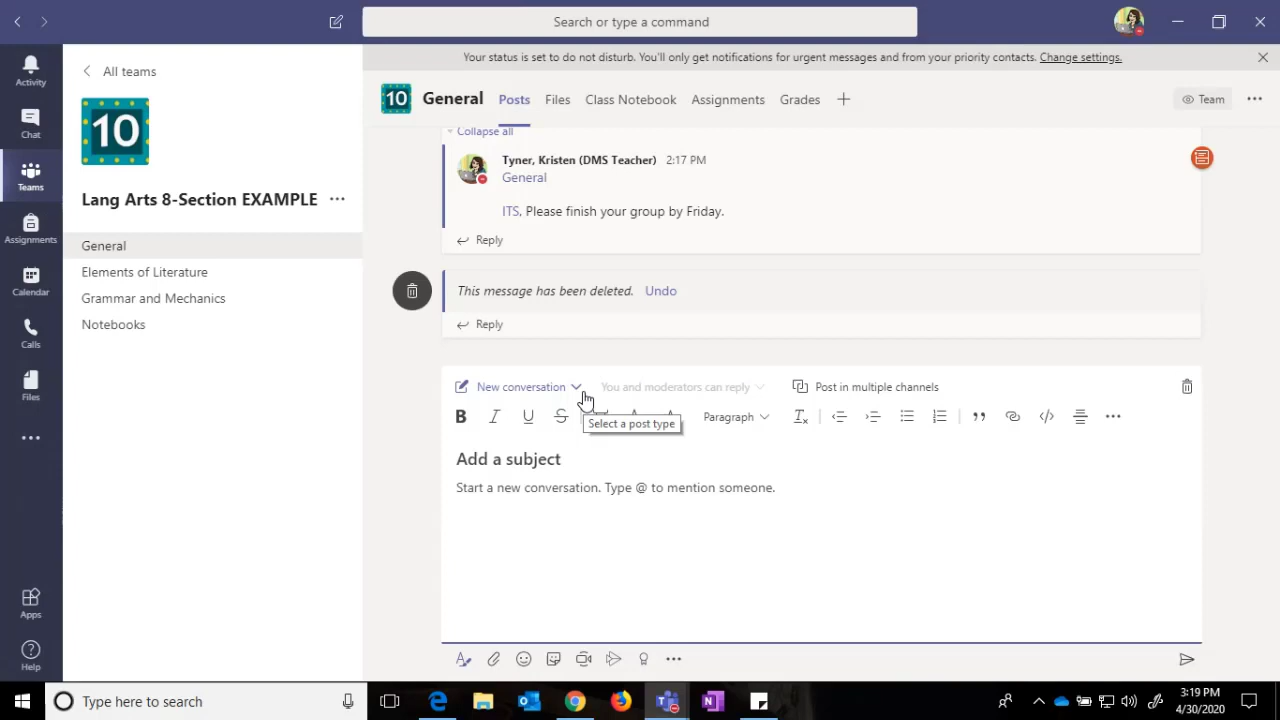 Search or type a command
Activity
Chat
Teams
Assignments
Calendar
Calls
Files
Apps
Help
All teams
10
Lang Arts 8-Section EXAMPLE
General
Elements of Literature
Grammar and Mechanics
Notebooks
Your status is set to do not disturb. You'll only get notifications for urgent messages and from your priority contacts. Change settings.
10 General Posts Files Class Notebook Assignments Grades Team
Collapse all
Tyner, Kristen (DMS Teacher) 2:17 PM
General
ITS, Please finish your group by Friday.
Reply
This message has been deleted. Undo
Reply
New conversation You and moderators can reply Post in multiple channels
B I U S Paragraph
Select a post type
Add a subject
Start a new conversation. Type @ to mention someone.
Type here to search
3:19 PM
4/30/2020